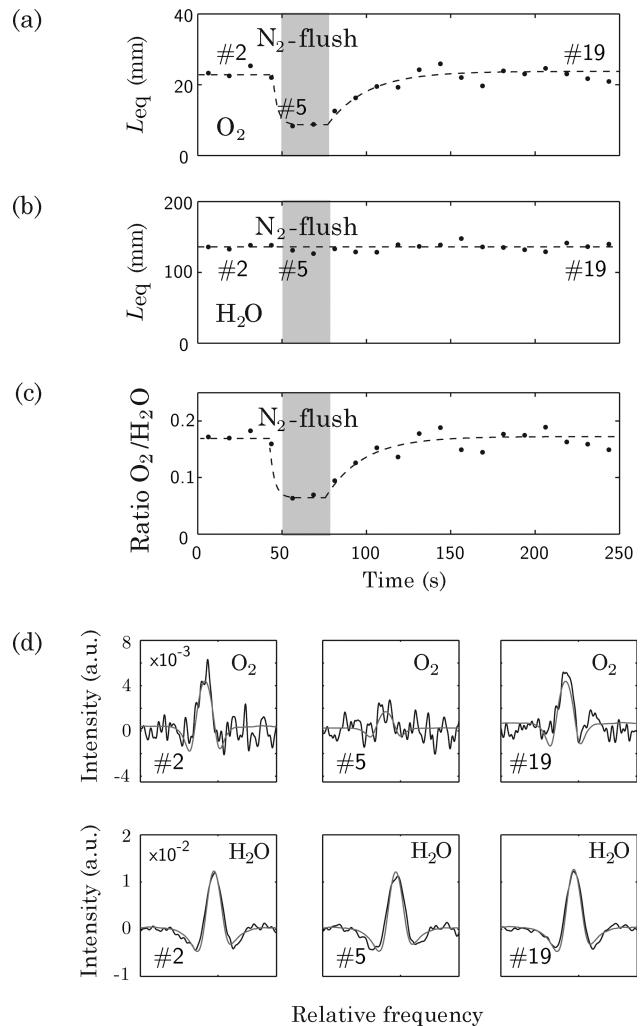 (a)
40
20
0
Leq (mm)
#2
N2-flush
#19
#5
O2
(b)
200
100
0
Leq (mm)
N2-flush
#2
#5
#19
H2O
(c)
0.2
0.1
0
Ratio O2/H2O
N2-flush
0
50
100
150
200
250
Time (s)
(d)
8
4
0
-4
Intensity (a.u.)
×10-3
O2
#2
O2
#5
O2
#19
2
1
0
-1
Intensity (a.u.)
×10-2
H2O
#2
H2O
#5
H2O
#19
Relative frequency